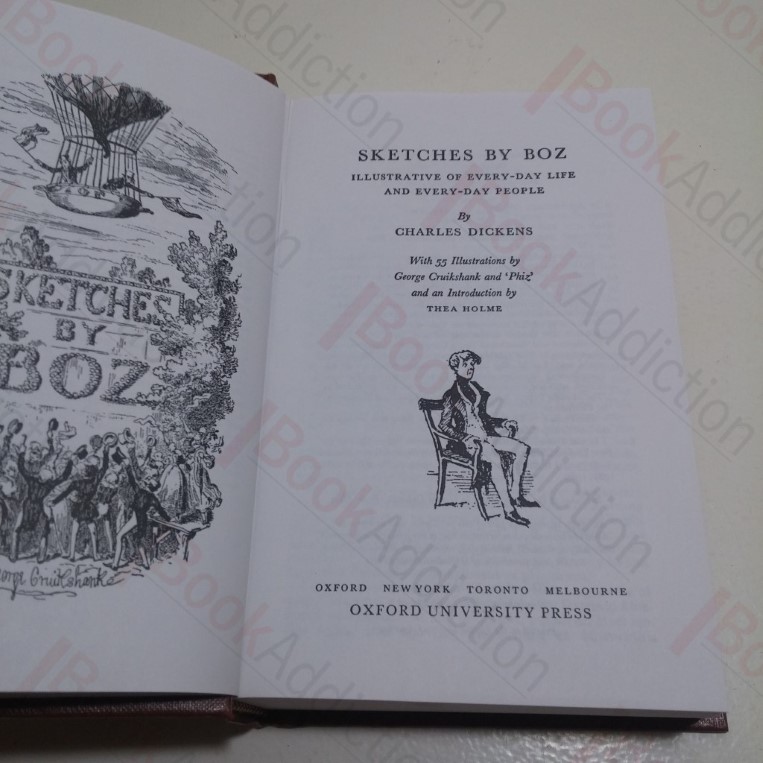 SKETCHES
BY
BOZ
George Cruikshank
SKETCHES BY BOZ
ILLUSTRATIVE OF EVERY-DAY LIFE
AND EVERY-DAY PEOPLE
By
CHARLES DICKENS
With 55 Illustrations by
George Cruikshank and ‘Phiz’
and an Introduction by
THEA HOLME
OXFORD NEW YORK TORONTO MELBOURNE
OXFORD UNIVERSITY PRESS
BookAddiction